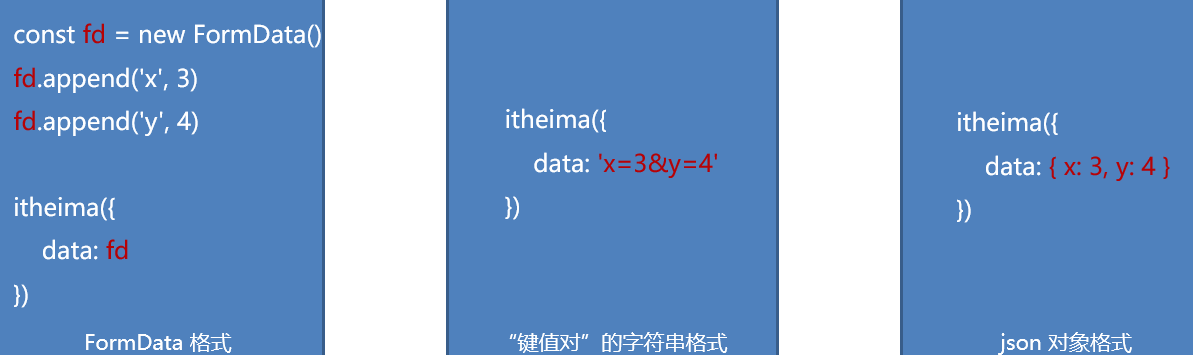 const fd = new FormData()
fd.append('x', 3)
fd.append('y', 4)
itheima({
data: fd
})
FormData 格式
itheima({
data: 'x=3&y=4'
})
“键值对”的字符串格式
itheima({
data: { x: 3, y: 4 }
})
json 对象格式